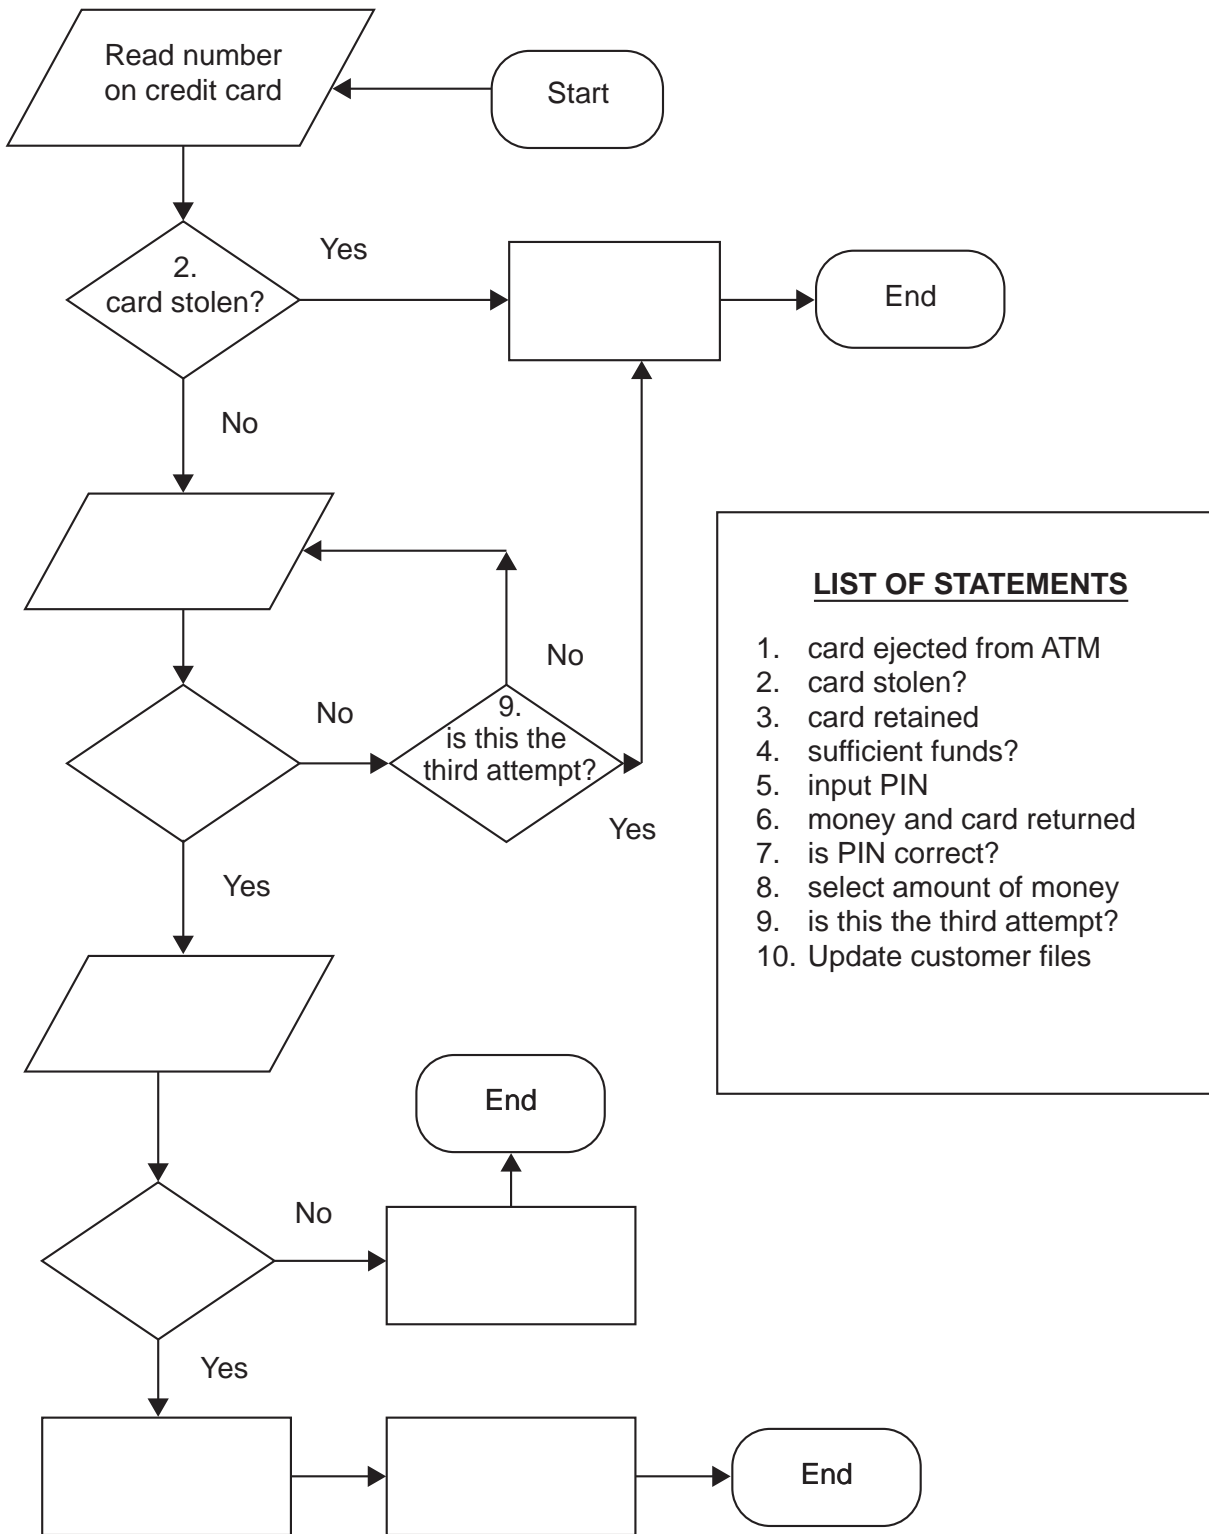 Read number
on credit card
Start
2.
card stolen?
Yes
End
No
No
No
9.
is this the
third attempt?
Yes
Yes
LIST OF STATEMENTS
1. card ejected from ATM
2. card stolen?
3. card retained
4. sufficient funds?
5. input PIN
6. money and card returned
7. is PIN correct?
8. select amount of money
9. is this the third attempt?
10. Update customer files
End
No
Yes
End